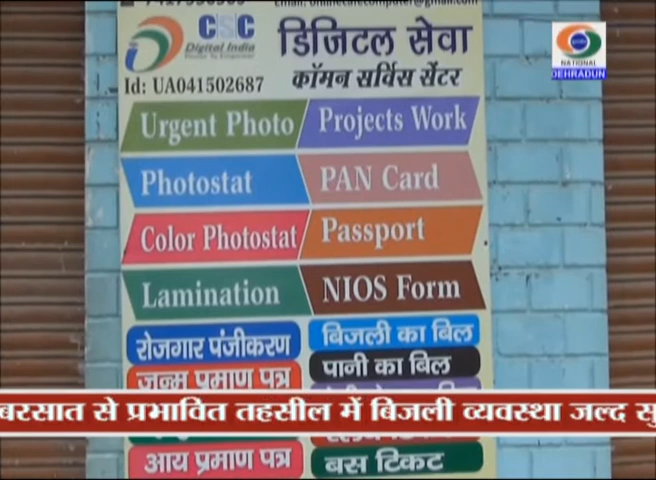 CSC
Digital India
डिजिटल सेवा
कॉमन सर्विस सेंटर
Id: UA041502687
NATIONAL
DEHRADUN
Urgent Photo
Projects Work
Photostat
PAN Card
Color Photostat
Passport
Lamination
NIOS Form
रोजगार पंजीकरण
बिजली का बिल
जन्म प्रमाण पत्र
पानी का बिल
बरसात से प्रभावित तहसील में बिजली व्यवस्था जल्द सु
आय प्रमाण पत्र
बस टिकट